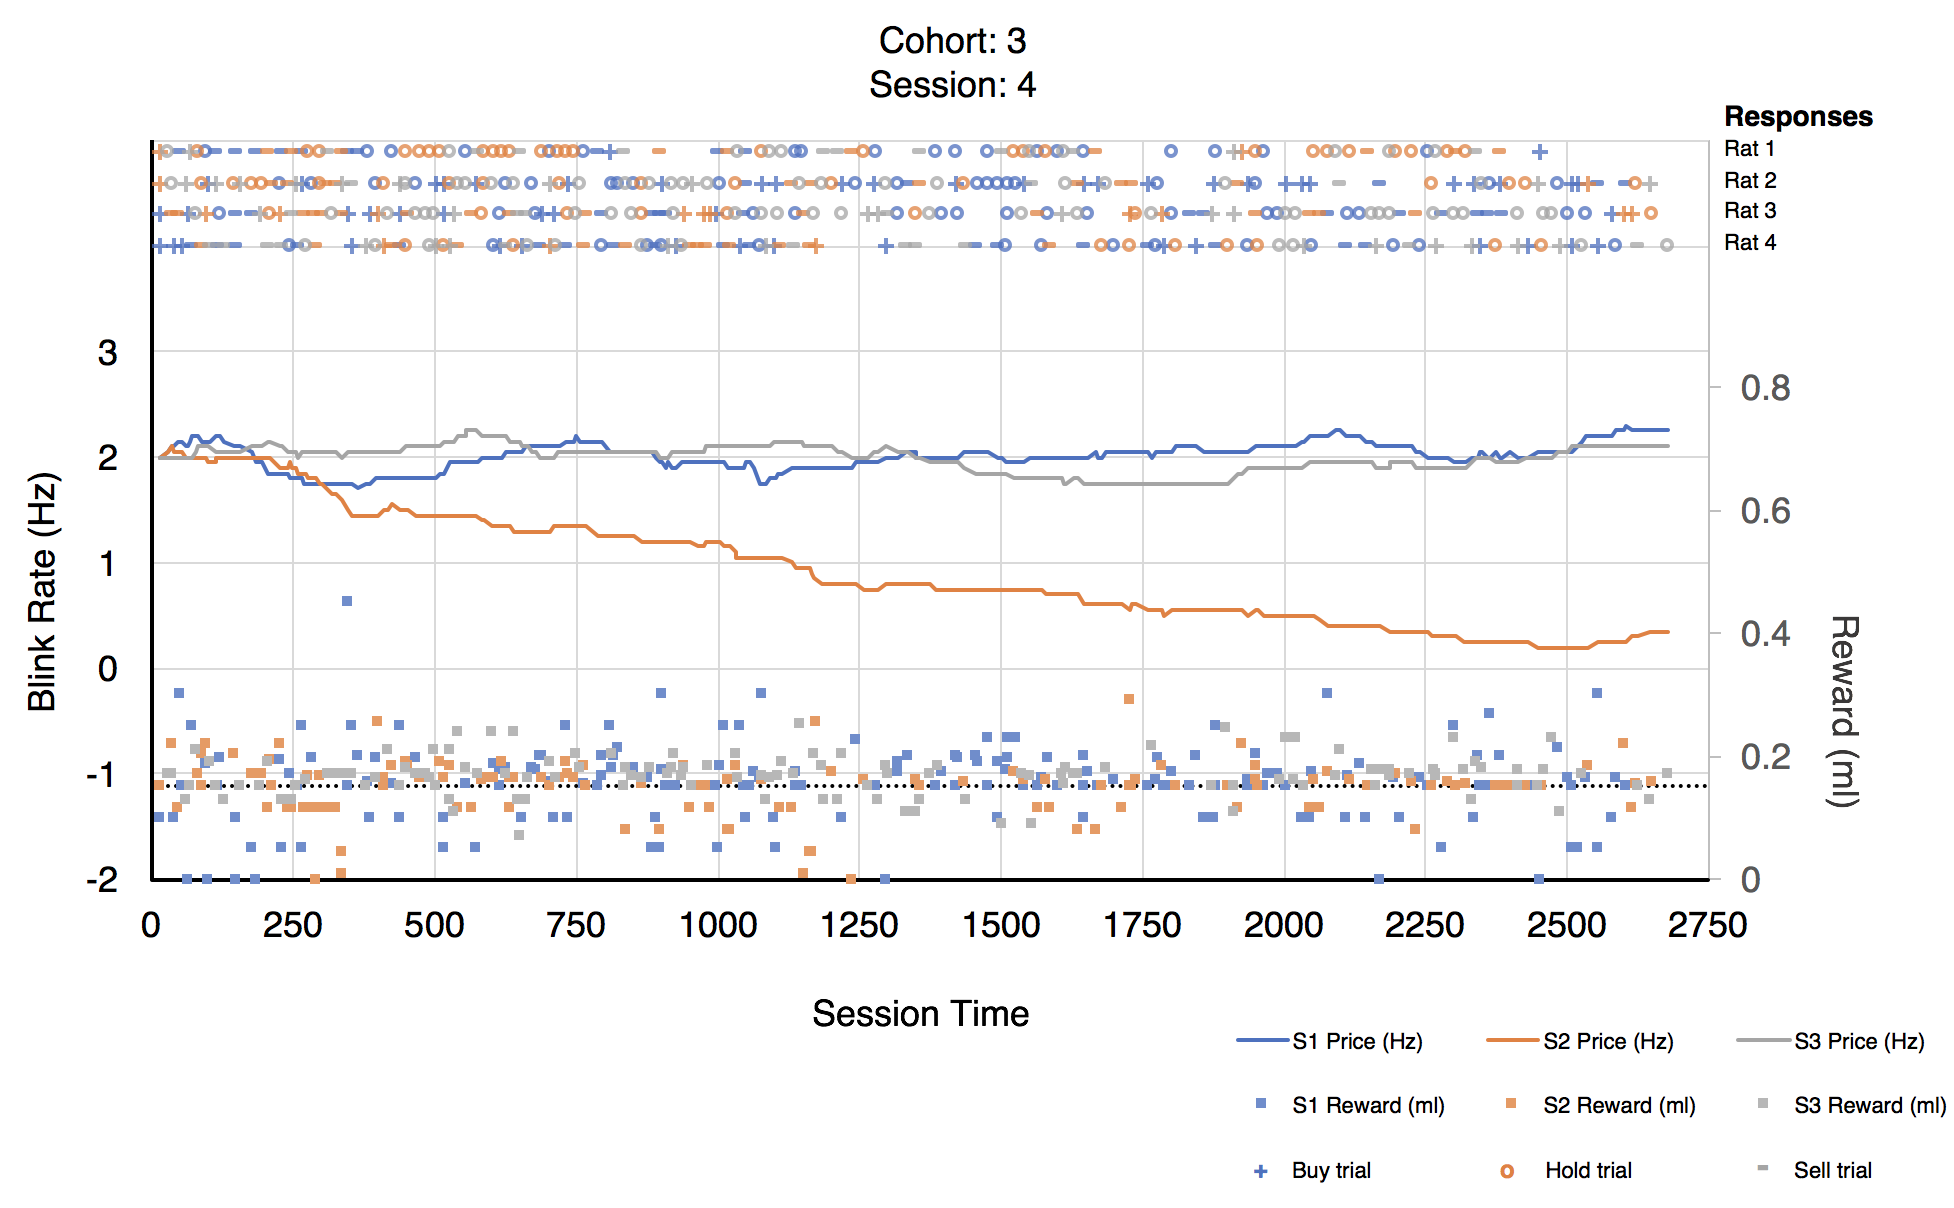 Cohort: 3
Session: 4
Responses
Rat 1
Rat 2
Rat 3
Rat 4
3
2
1
0
-1
-2
Blink Rate (Hz)
0.8
0.6
0.4
0.2
0
Reward (ml)
0 250 500 750 1000 1250 1500 1750 2000 2250 2500 2750
Session Time
S1 Price (Hz) S2 Price (Hz) S3 Price (Hz)
S1 Reward (ml) S2 Reward (ml) S3 Reward (ml)
Buy trial Hold trial Sell trial